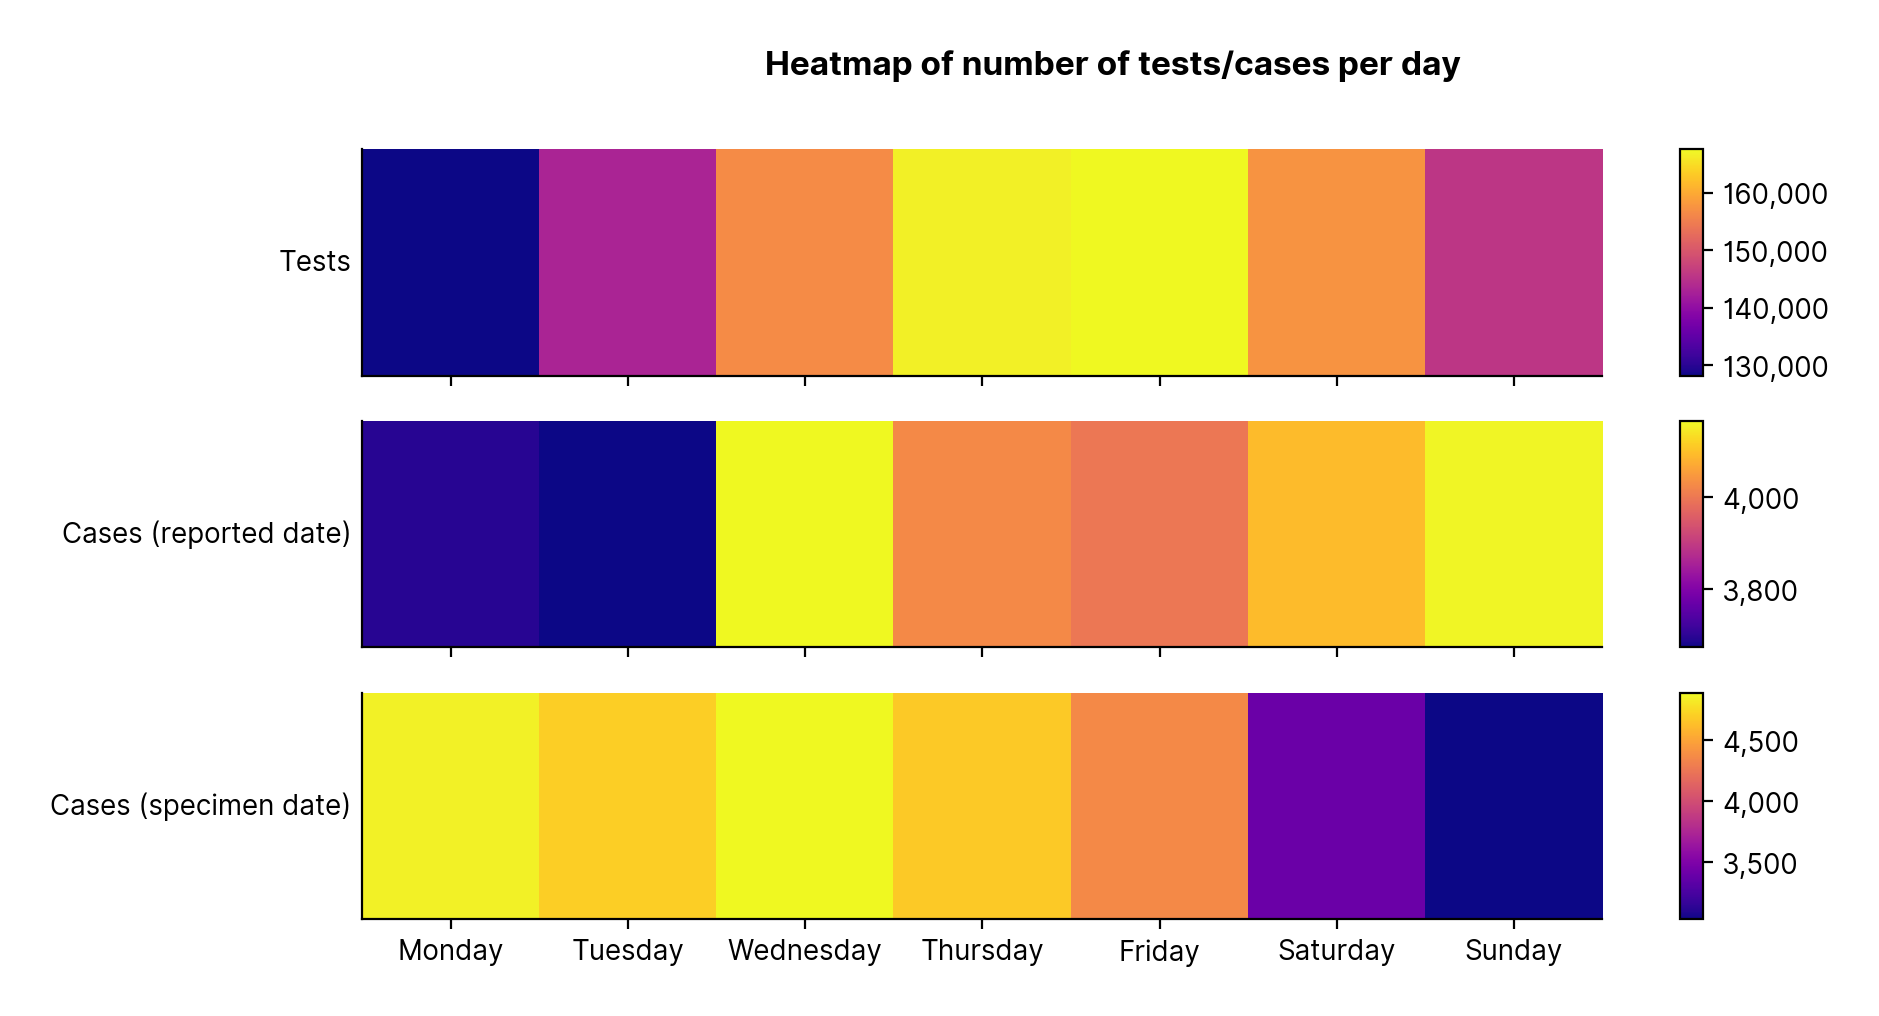 Heatmap of number of tests/cases per day
Tests
160,000
150,000
140,000
130,000
Cases (reported date)
4,000
3,800
Cases (specimen date)
4,500
4,000
3,500
Monday Tuesday Wednesday Thursday Friday Saturday Sunday